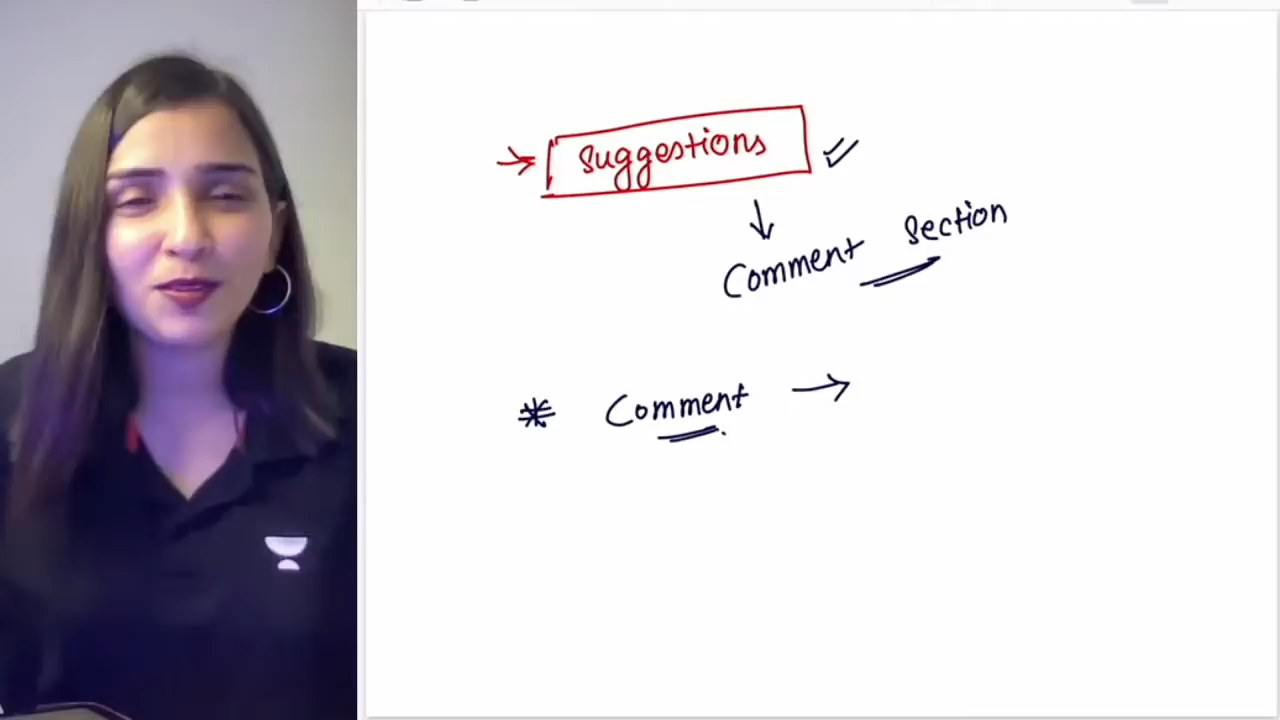 → Suggestions ✓
↓
Comment Section
* Comment →